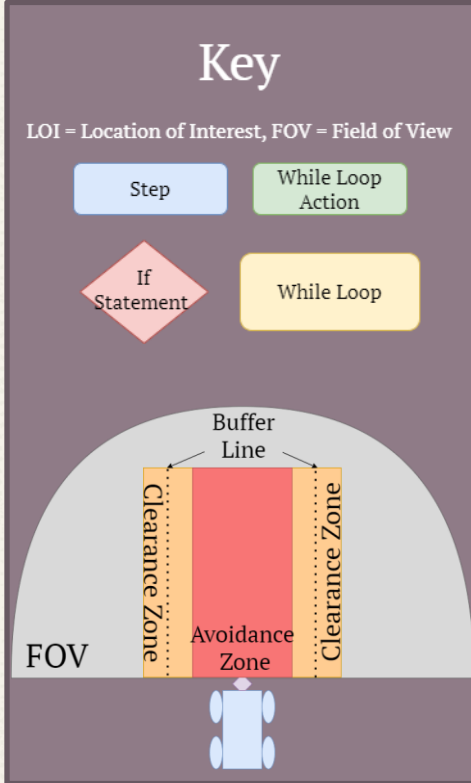 Key
LOI = Location of Interest, FOV = Field of View
Step
While Loop
Action
If
Statement
While Loop
Buffer
Line
Clearance Zone
Clearance Zone
Avoidance
Zone
FOV